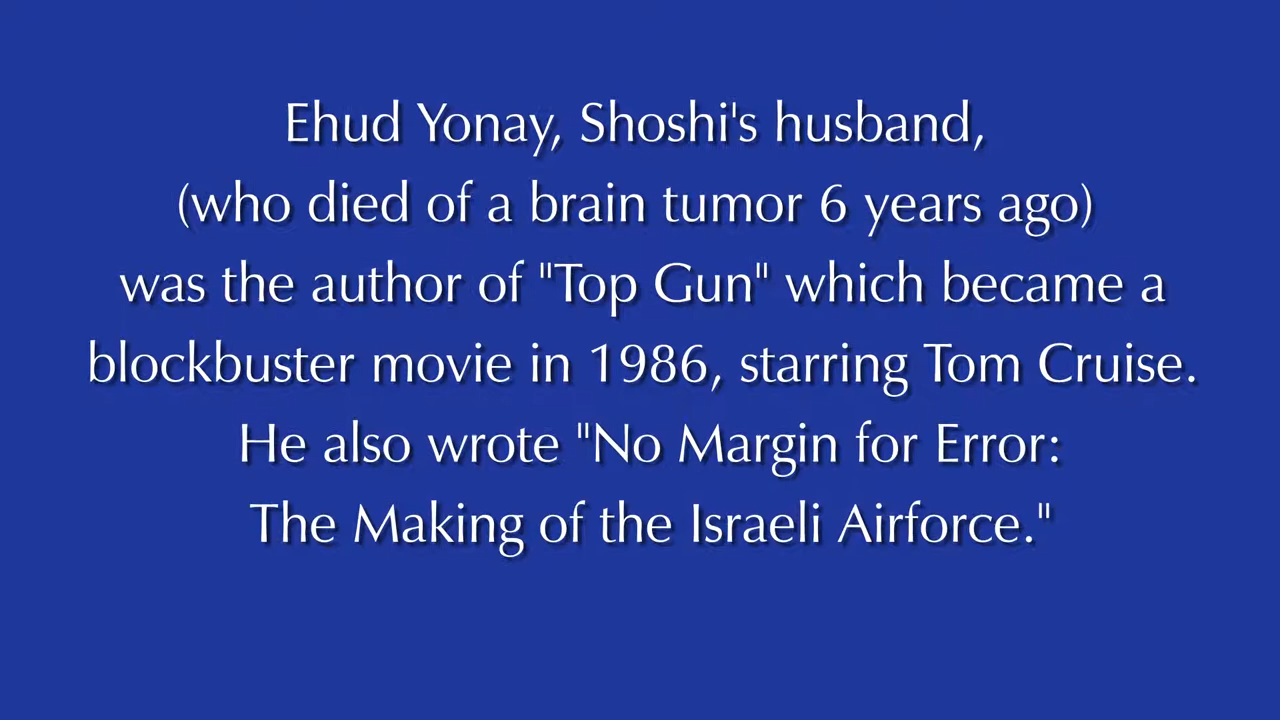 Ehud Yonay, Shoshi's husband,
(who died of a brain tumor 6 years ago)
was the author of "Top Gun" which became a
blockbuster movie in 1986, starring Tom Cruise.
He also wrote "No Margin for Error:
The Making of the Israeli Airforce."